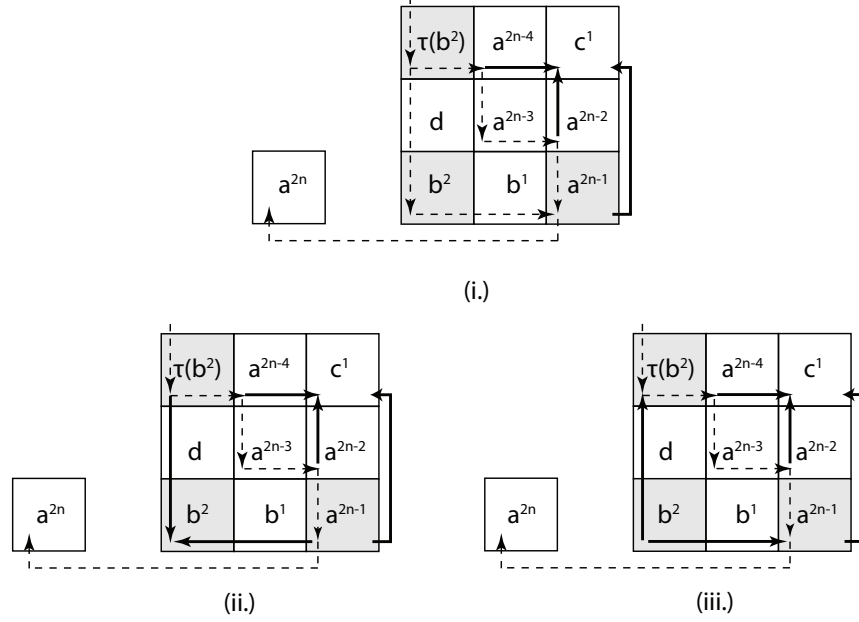 τ(b²) a²ⁿ⁻⁴ c¹
d a²ⁿ⁻³ a²ⁿ⁻²
a²ⁿ b² b¹ a²ⁿ⁻¹
(i.)
τ(b²) a²ⁿ⁻⁴ c¹ τ(b²) a²ⁿ⁻⁴ c¹
d a²ⁿ⁻³ a²ⁿ⁻² d a²ⁿ⁻³ a²ⁿ⁻²
a²ⁿ b² b¹ a²ⁿ⁻¹ a²ⁿ b² b¹ a²ⁿ⁻¹
(ii.) (iii.)